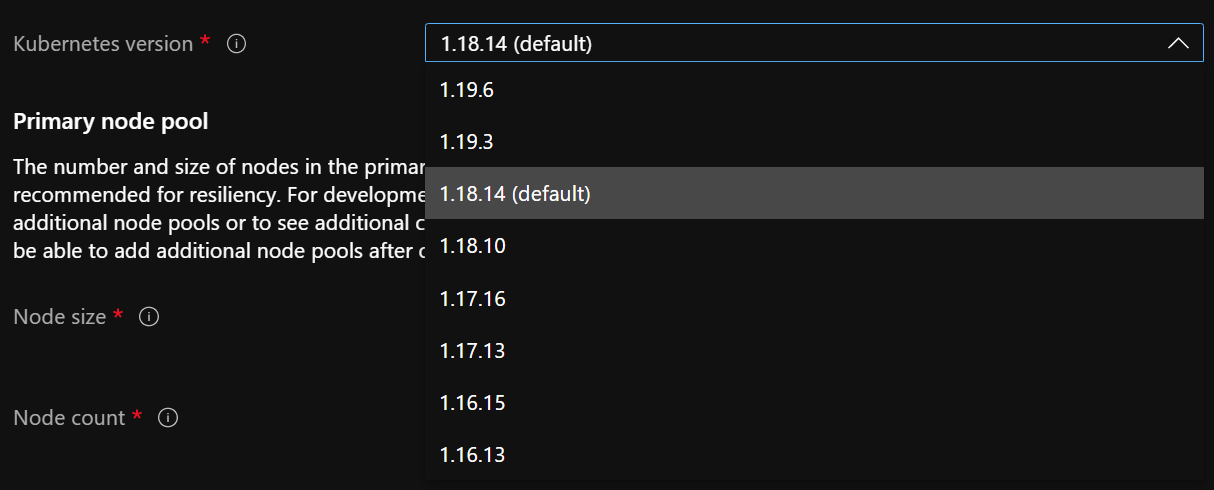 Kubernetes version * 1.18.14 (default)
1.19.6
1.19.3
1.18.14 (default)
1.18.10
1.17.16
1.17.13
1.16.15
1.16.13
Primary node pool
The number and size of nodes in the
recommended for resiliency. For
additional node pools or to see additional
be able to add additional node pools after
Node size *
Node count *